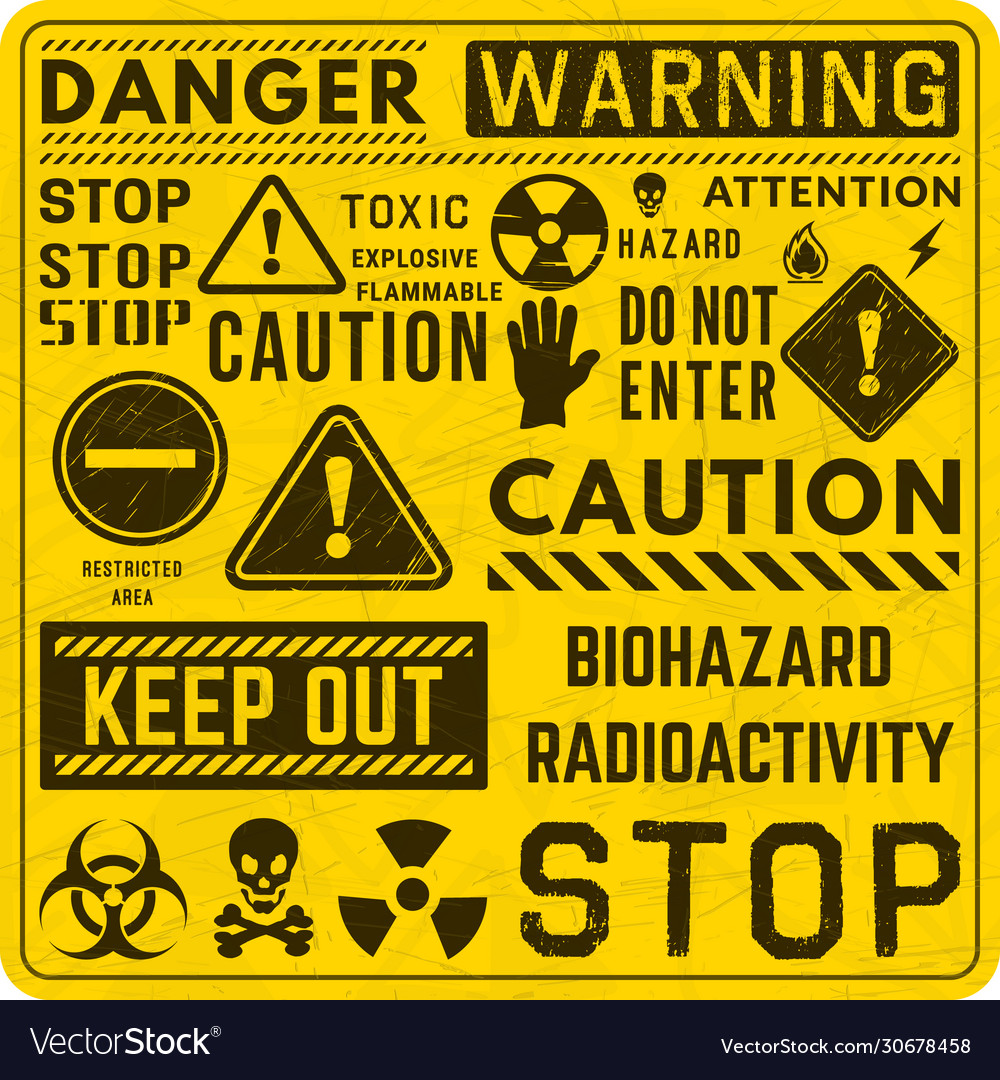 DANGER
WARNING
STOP
STOP
STOP
TOXIC
EXPLOSIVE
FLAMMABLE
CAUTION
ATTENTION
HAZARD
DO NOT
ENTER
RESTRICTED
AREA
CAUTION
KEEP OUT
BIOHAZARD
RADIOACTIVITY
STOP
VectorStock®
VectorStock.com/30678458